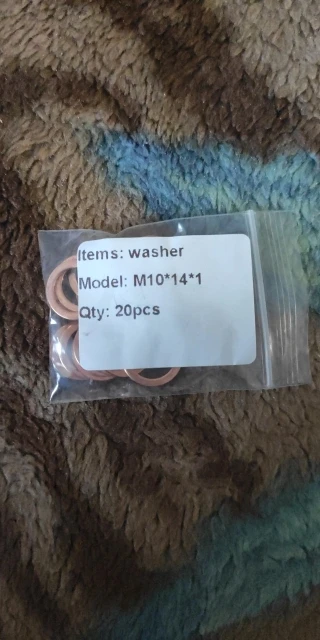 Items: washer
Model: M10*14*1
Qty: 20pcs